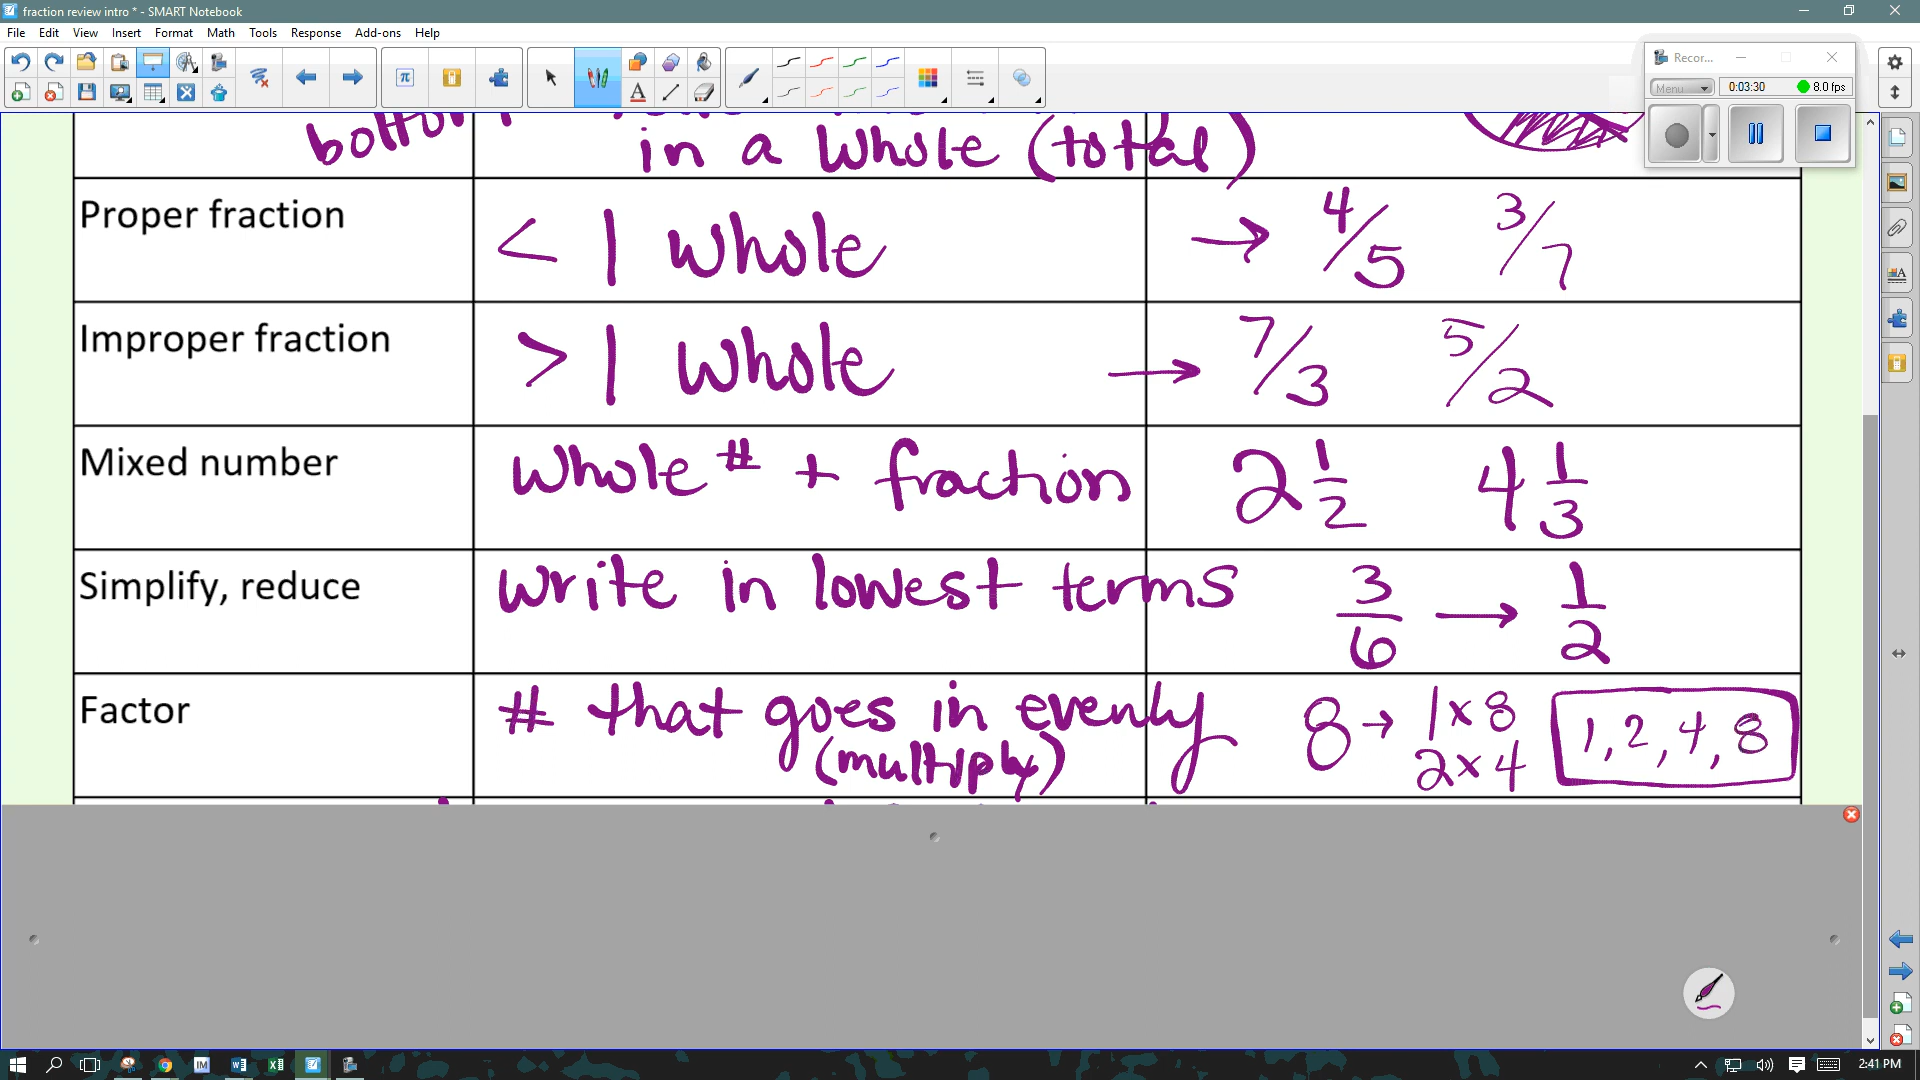 fraction review intro * - SMART Notebook
File Edit View Insert Format Math Tools Response Add-ons Help
Recor...
Menu 0:03:30 8.0 fps
in a whole (total)
Proper fraction < 1 whole → 4/5 3/7
Improper fraction > 1 whole → 7/3 5/2
Mixed number whole # + fraction 2 1/2 4 1/3
Simplify, reduce write in lowest terms 3/6 → 1/2
Factor # that goes in evenly 8 → 1 x 8 1, 2, 4, 8
(multiply) 2 x 4
2:41 PM